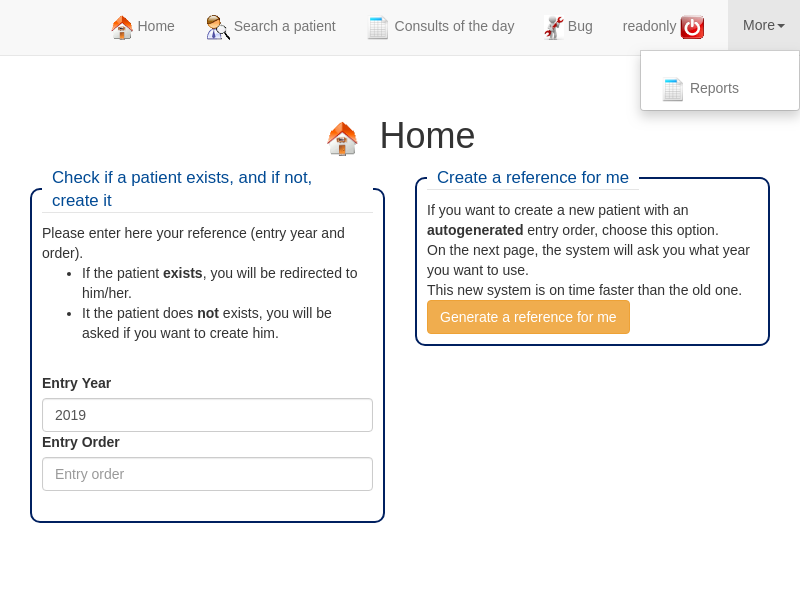 Home Search a patient Consults of the day Bug readonly More
Reports
Home
Check if a patient exists, and if not,
create it
Please enter here your reference (entry year and
order).
If the patient exists, you will be redirected to
him/her.
It the patient does not exists, you will be
asked if you want to create him.
Entry Year
2019
Entry Order
Entry order
Create a reference for me
If you want to create a new patient with an
autogenerated entry order, choose this option.
On the next page, the system will ask you what year
you want to use.
This new system is on time faster than the old one.
Generate a reference for me